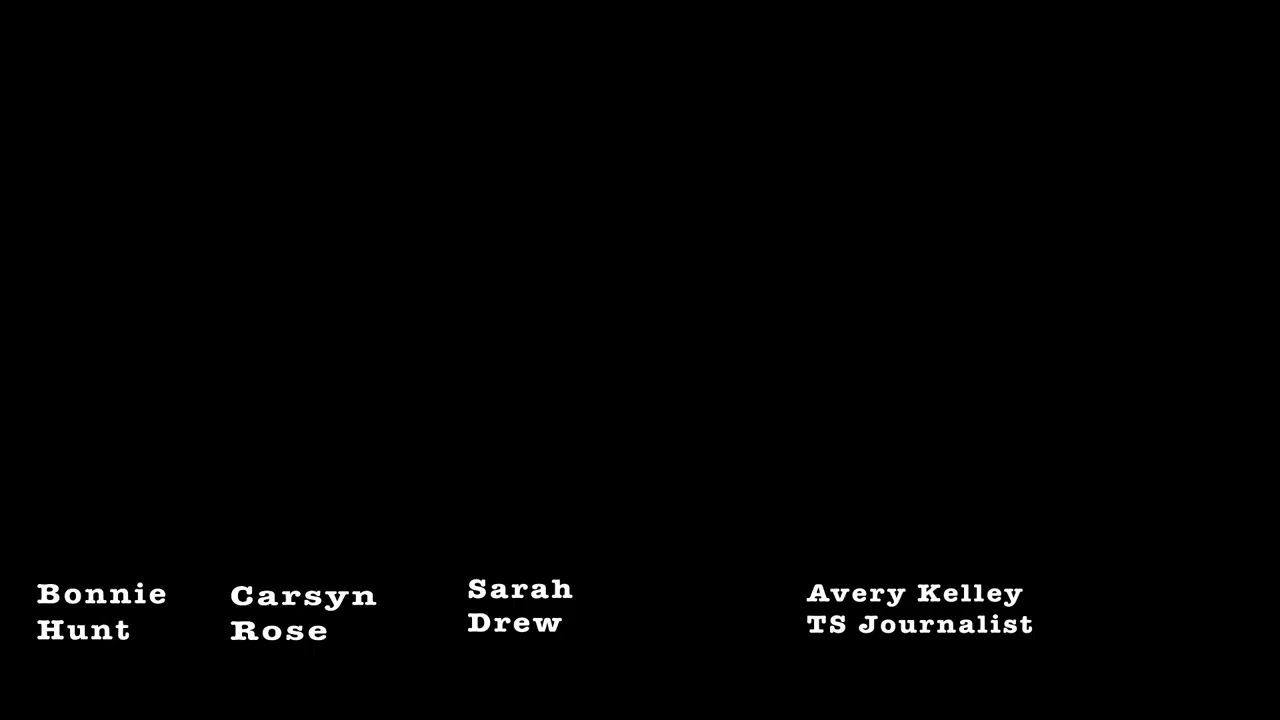 Bonnie
Hunt
Carsyn
Rose
Sarah
Drew
Avery Kelley
TS Journalist